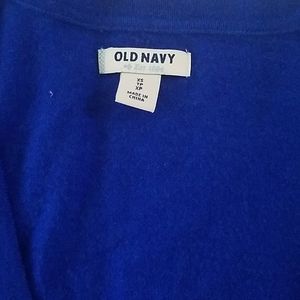 OLD NAVY
XS
TP
XP
MADE IN
CHINA